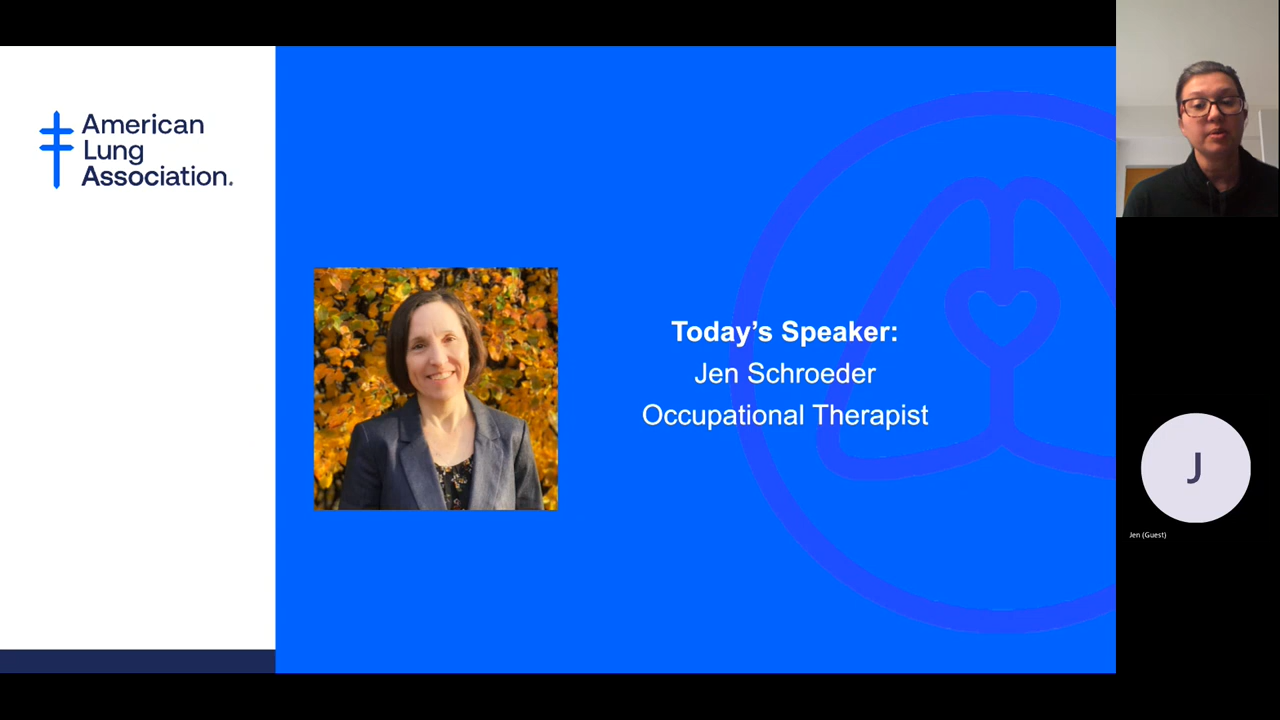 American
Lung
Association.
Today's Speaker:
Jen Schroeder
Occupational Therapist
J
Jen (Guest)